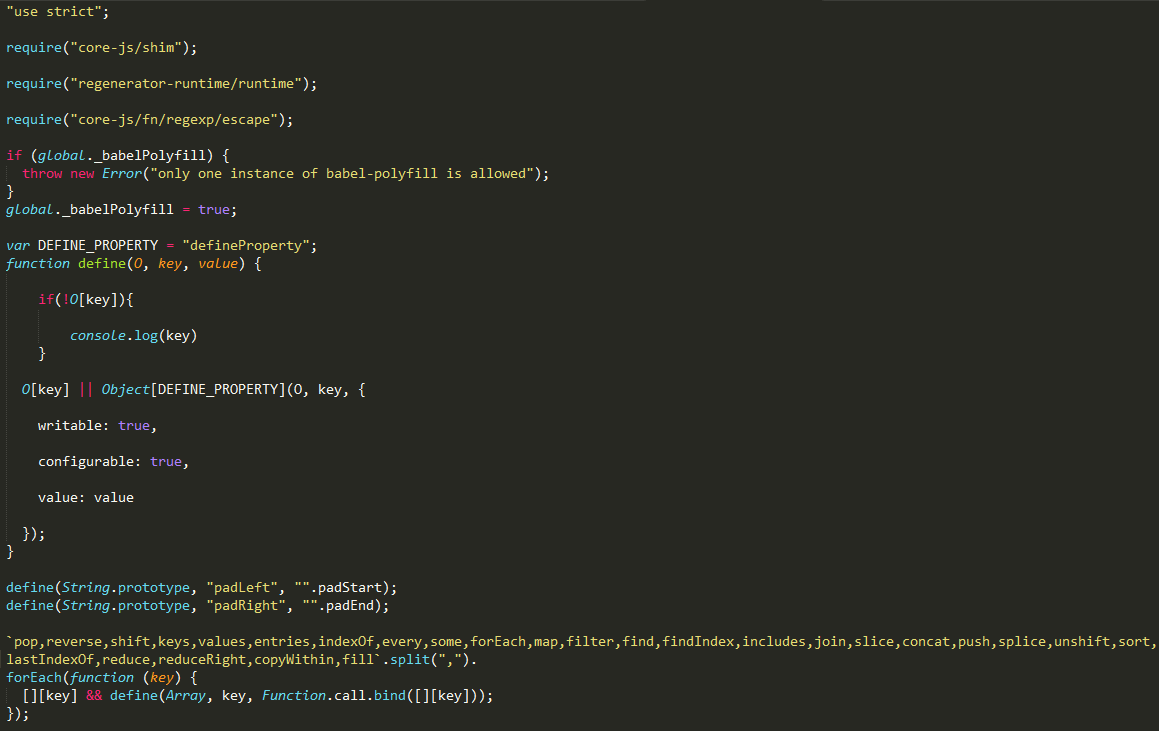 "use strict";
require("core-js/shim");
require("regenerator-runtime/runtime");
require("core-js/fn/regexp/escape");
if (global._babelPolyfill) {
  throw new Error("only one instance of babel-polyfill is allowed");
}
global._babelPolyfill = true;
var DEFINE_PROPERTY = "defineProperty";
function define(O, key, value) {
    if(!O[key]){
        console.log(key)
    }
  O[key] || Object[DEFINE_PROPERTY](O, key, {
    writable: true,
    configurable: true,
    value: value
  });
}
define(String.prototype, "padLeft", "".padStart);
define(String.prototype, "padRight", "".padEnd);
`pop,reverse,shift,keys,values,entries,indexOf,every,some,forEach,map,filter,find,findIndex,includes,join,slice,concat,push,splice,unshift,sort,
lastIndexOf,reduce,reduceRight,copyWithin,fill`.split(",").
forEach(function (key) {
  [][key] && define(Array, key, Function.call.bind([][key]));
});